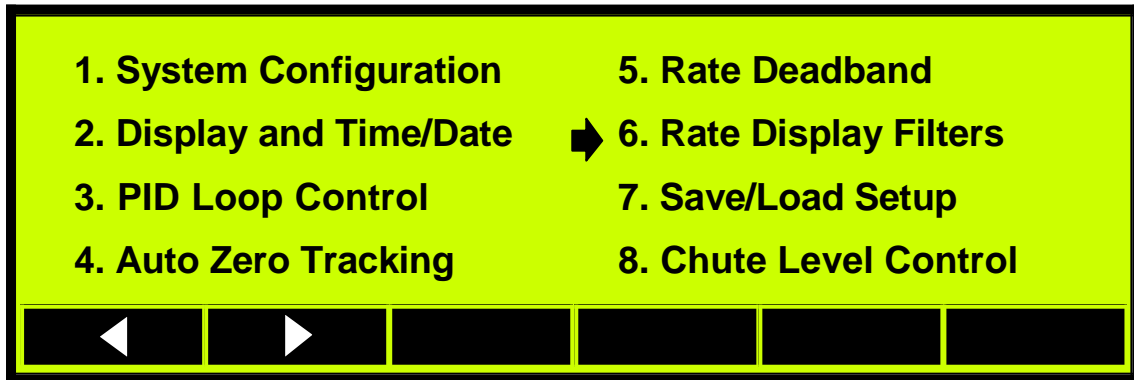 1. System Configuration
2. Display and Time/Date
3. PID Loop Control
4. Auto Zero Tracking
5. Rate Deadband
6. Rate Display Filters
7. Save/Load Setup
8. Chute Level Control